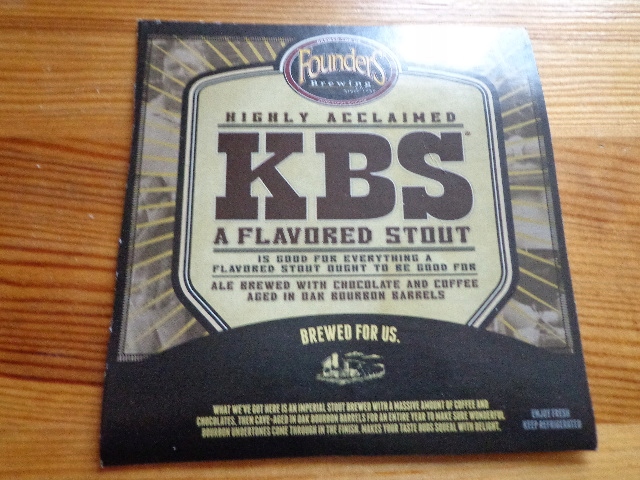 Founders
Brewing
HIGHLY ACCLAIMED
KBS
A FLAVORED STOUT
IS GOOD FOR EVERYTHING A
FLAVORED STOUT OUGHT TO BE GOOD FOR
ALE BREWED WITH CHOCOLATE AND COFFEE
AGED IN OAK BOURBON BARRELS
BREWED FOR US.
WHAT WE'VE GOT HERE IS AN IMPERIAL STOUT BREWED WITH A MASSIVE AMOUNT OF COFFEE AND
CHOCOLATES, THEN CAVE-AGED IN OAK BOURBON BARRELS FOR AN ENTIRE YEAR TO MAKE SURE WONDERFUL
BOURBON UNDERTONES COME THROUGH IN THE FINISH. MAKES YOUR TASTE BUDS SQUEAL WITH DELIGHT.
ENJOY FRESH
KEEP REFRIGERATED